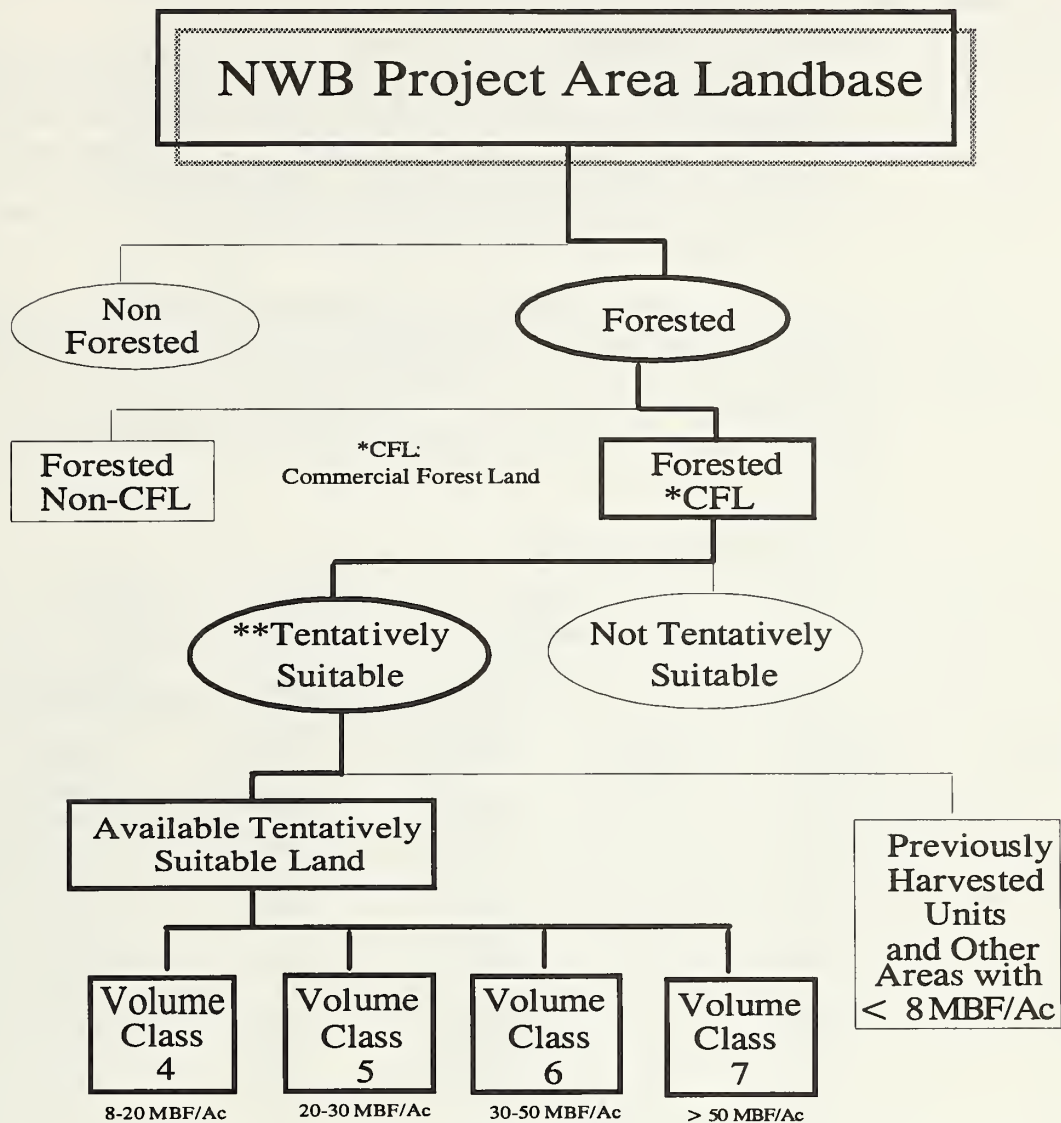 NWB Project Area Landbase
Non
Forested
Forested
Forested
Non-CFL
*CFL:
Commercial Forest Land
Forested
*CFL
**Tentatively
Suitable
Not Tentatively
Suitable
Available Tentatively
Suitable Land
Previously
Harvested
Units
and Other
Areas with
< 8 MBF/Ac
Volume
Class
4
8-20 MBF/Ac
Volume
Class
5
20-30 MBF/Ac
Volume
Class
6
30-50 MBF/Ac
Volume
Class
7
> 50 MBF/Ac